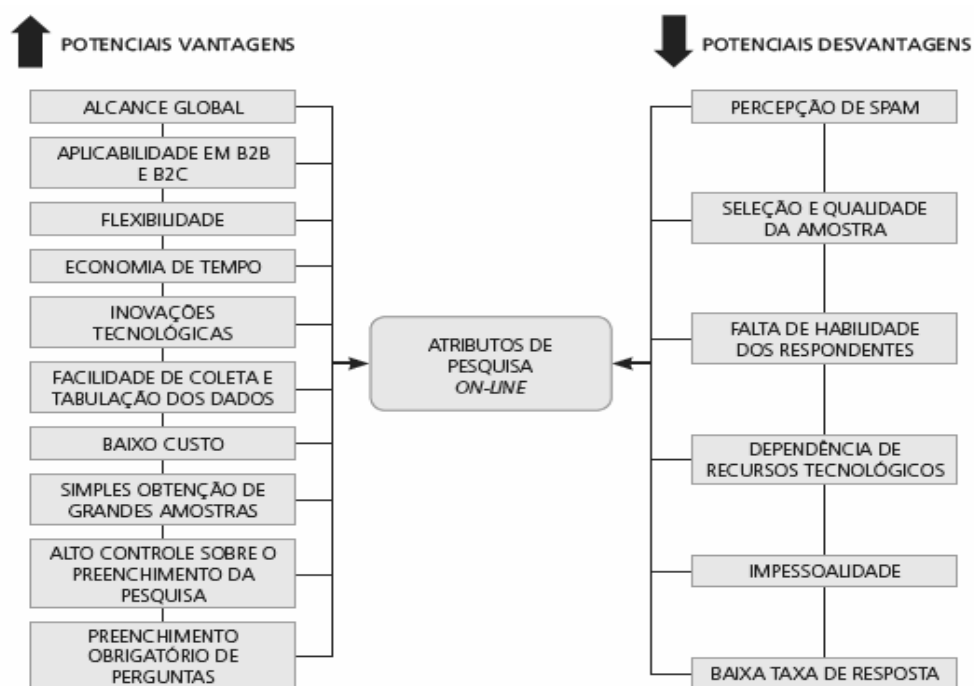 POTENCIAIS VANTAGENS
ALCANCE GLOBAL
APLICABILIDADE EM B2B
E B2C
FLEXIBILIDADE
ECONOMIA DE TEMPO
INOVAÇÕES
TECNOLÓGICAS
FACILIDADE DE COLETA E
TABULAÇÃO DOS DADOS
BAIXO CUSTO
SIMPLES OBTENÇÃO DE
GRANDES AMOSTRAS
ALTO CONTROLE SOBRE O
PREENCHIMENTO DA
PESQUISA
PREENCHIMENTO
OBRIGATÓRIO DE
PERGUNTAS
ATRIBUTOS DE
PESQUISA
ON-LINE
POTENCIAIS DESVANTAGENS
PERCEPÇÃO DE SPAM
SELEÇÃO E QUALIDADE
DA AMOSTRA
FALTA DE HABILIDADE
DOS RESPONDENTES
DEPENDÊNCIA DE
RECURSOS TECNOLÓGICOS
IMPESSOALIDADE
BAIXA TAXA DE RESPOSTA